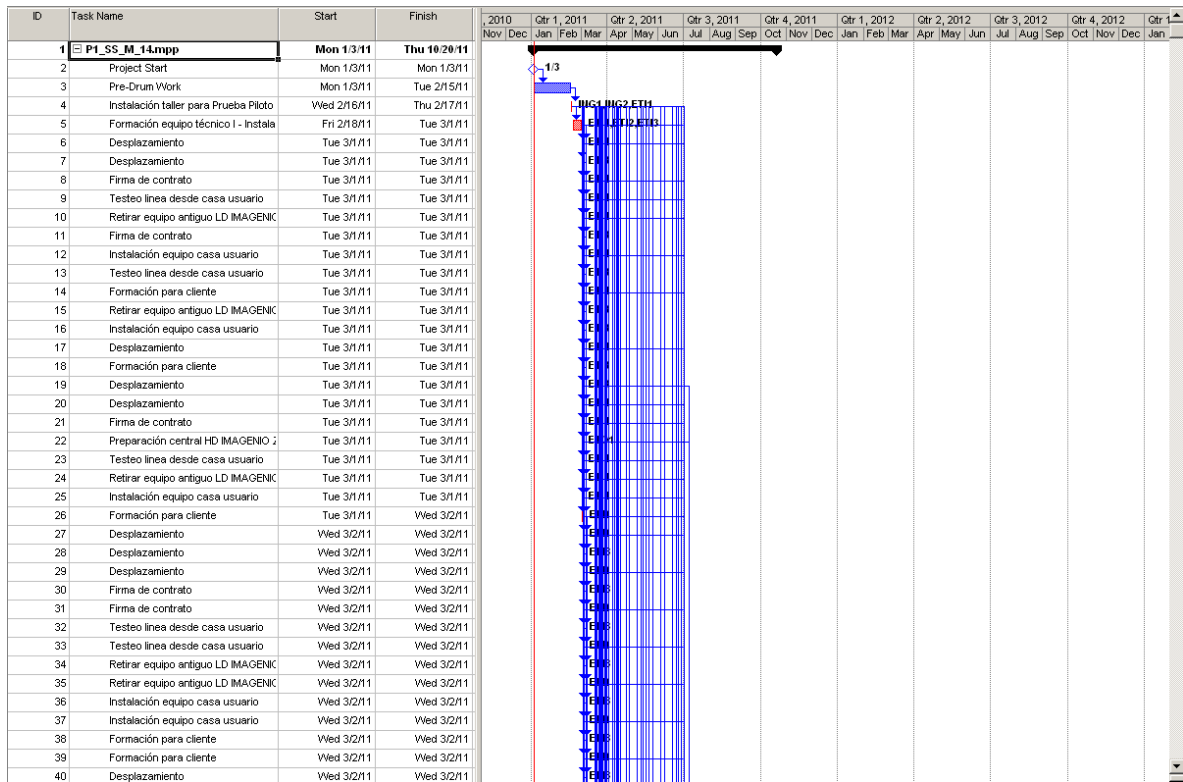 ID Task Name Start Finish
, 2010 Qtr 1, 2011 Qtr 2, 2011 Qtr 3, 2011 Qtr 4, 2011 Qtr 1, 2012 Qtr 2, 2012 Qtr 3, 2012 Qtr 4, 2012 Qtr 1
Nov Dec Jan Feb Mar Apr May Jun Jul Aug Sep Oct Nov Dec Jan Feb Mar Apr May Jun Jul Aug Sep Oct Nov Dec Jan
1 P1_SS_M_14.mpp Mon 1/3/11 Thu 10/20/11
2 Project Start Mon 1/3/11 Mon 1/3/11 1/3
3 Pre-Drum Work Mon 1/3/11 Tue 2/15/11
4 Instalación taller para Prueba Piloto Wed 2/16/11 Thu 2/17/11 ING1,ING2,ETI1
5 Formación equipo técnico I - Instala Fri 2/18/11 Tue 3/1/11
6 Desplazamiento Tue 3/1/11 Tue 3/1/11
7 Desplazamiento Tue 3/1/11 Tue 3/1/11
8 Firma de contrato Tue 3/1/11 Tue 3/1/11
9 Testeo linea desde casa usuario Tue 3/1/11 Tue 3/1/11
10 Retirar equipo antiguo LD IMAGENIC Tue 3/1/11 Tue 3/1/11
11 Firma de contrato Tue 3/1/11 Tue 3/1/11
12 Instalación equipo casa usuario Tue 3/1/11 Tue 3/1/11
13 Testeo linea desde casa usuario Tue 3/1/11 Tue 3/1/11
14 Formación para cliente Tue 3/1/11 Tue 3/1/11
15 Retirar equipo antiguo LD IMAGENIC Tue 3/1/11 Tue 3/1/11
16 Instalación equipo casa usuario Tue 3/1/11 Tue 3/1/11
17 Desplazamiento Tue 3/1/11 Tue 3/1/11
18 Formación para cliente Tue 3/1/11 Tue 3/1/11
19 Desplazamiento Tue 3/1/11 Tue 3/1/11
20 Desplazamiento Tue 3/1/11 Tue 3/1/11
21 Firma de contrato Tue 3/1/11 Tue 3/1/11
22 Preparación central HD IMAGENIO Tue 3/1/11 Tue 3/1/11
23 Testeo linea desde casa usuario Tue 3/1/11 Tue 3/1/11
24 Retirar equipo antiguo LD IMAGENIC Tue 3/1/11 Tue 3/1/11
25 Instalación equipo casa usuario Tue 3/1/11 Tue 3/1/11
26 Formación para cliente Tue 3/1/11 Wed 3/2/11
27 Desplazamiento Wed 3/2/11 Wed 3/2/11
28 Desplazamiento Wed 3/2/11 Wed 3/2/11
29 Desplazamiento Wed 3/2/11 Wed 3/2/11
30 Firma de contrato Wed 3/2/11 Wed 3/2/11
31 Firma de contrato Wed 3/2/11 Wed 3/2/11
32 Testeo linea desde casa usuario Wed 3/2/11 Wed 3/2/11
33 Testeo linea desde casa usuario Wed 3/2/11 Wed 3/2/11
34 Retirar equipo antiguo LD IMAGENIC Wed 3/2/11 Wed 3/2/11
35 Retirar equipo antiguo LD IMAGENIC Wed 3/2/11 Wed 3/2/11
36 Instalación equipo casa usuario Wed 3/2/11 Wed 3/2/11
37 Instalación equipo casa usuario Wed 3/2/11 Wed 3/2/11
38 Formación para cliente Wed 3/2/11 Wed 3/2/11
39 Formación para cliente Wed 3/2/11 Wed 3/2/11
40 Desplazamiento Wed 3/2/11 Wed 3/2/11